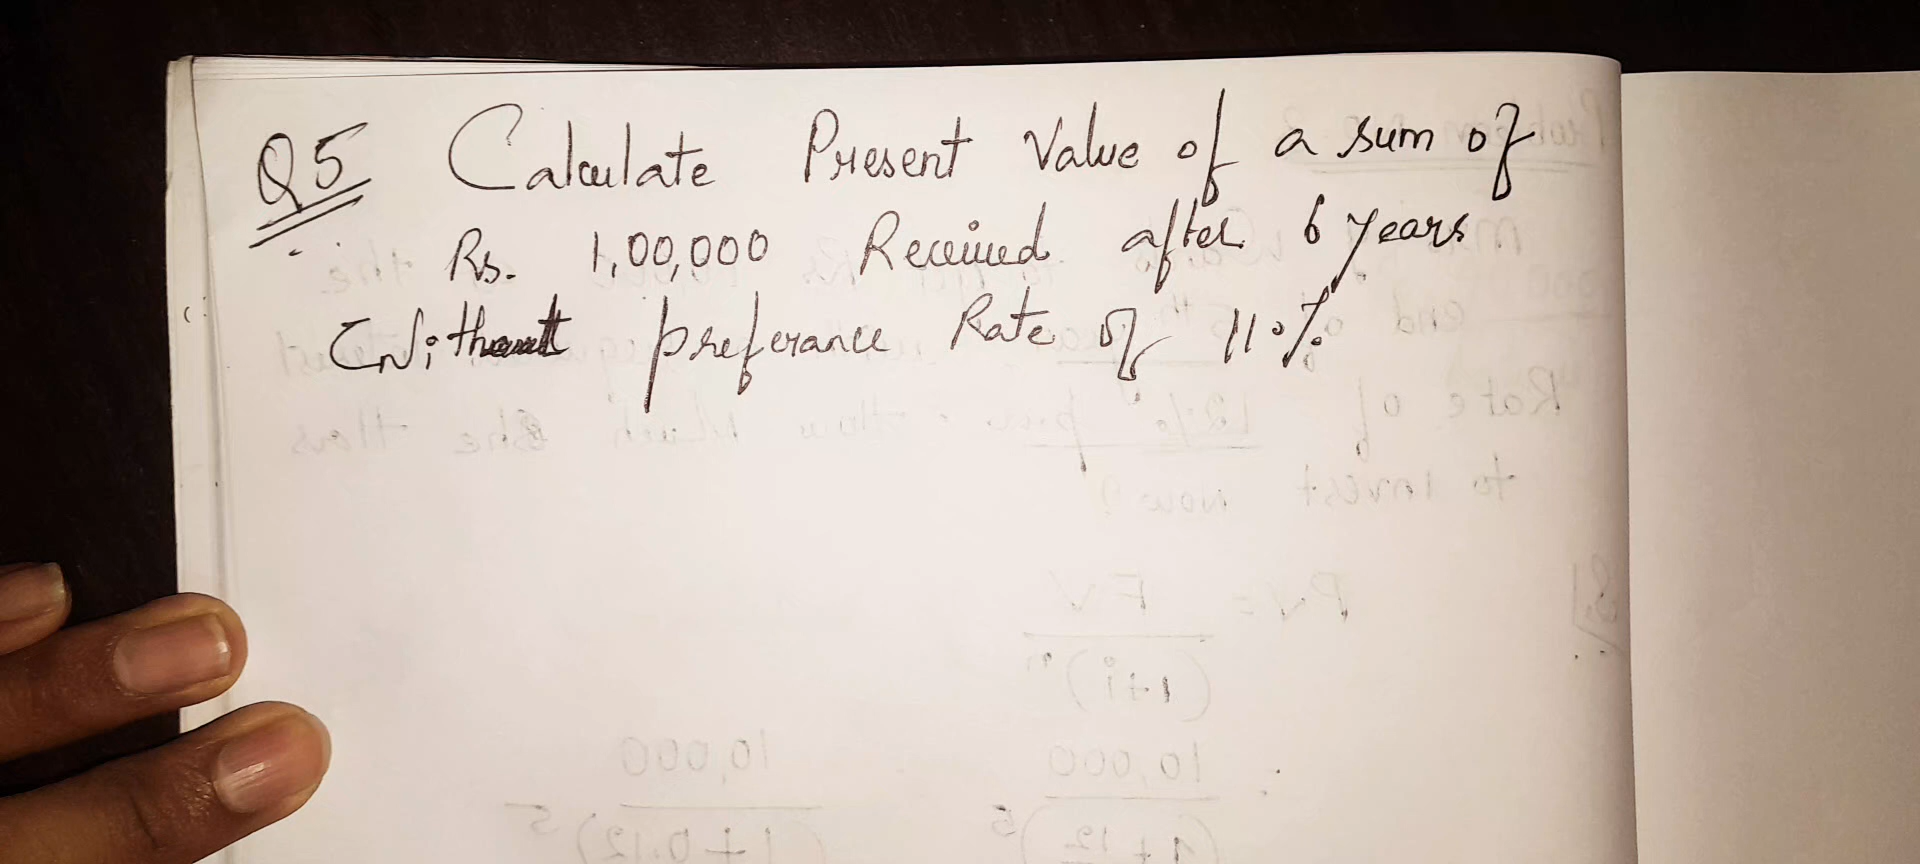 Q5 Calculate Present Value of a sum of
Rs. 1,00,000 Received after 6 years
With preferance Rate of 11%